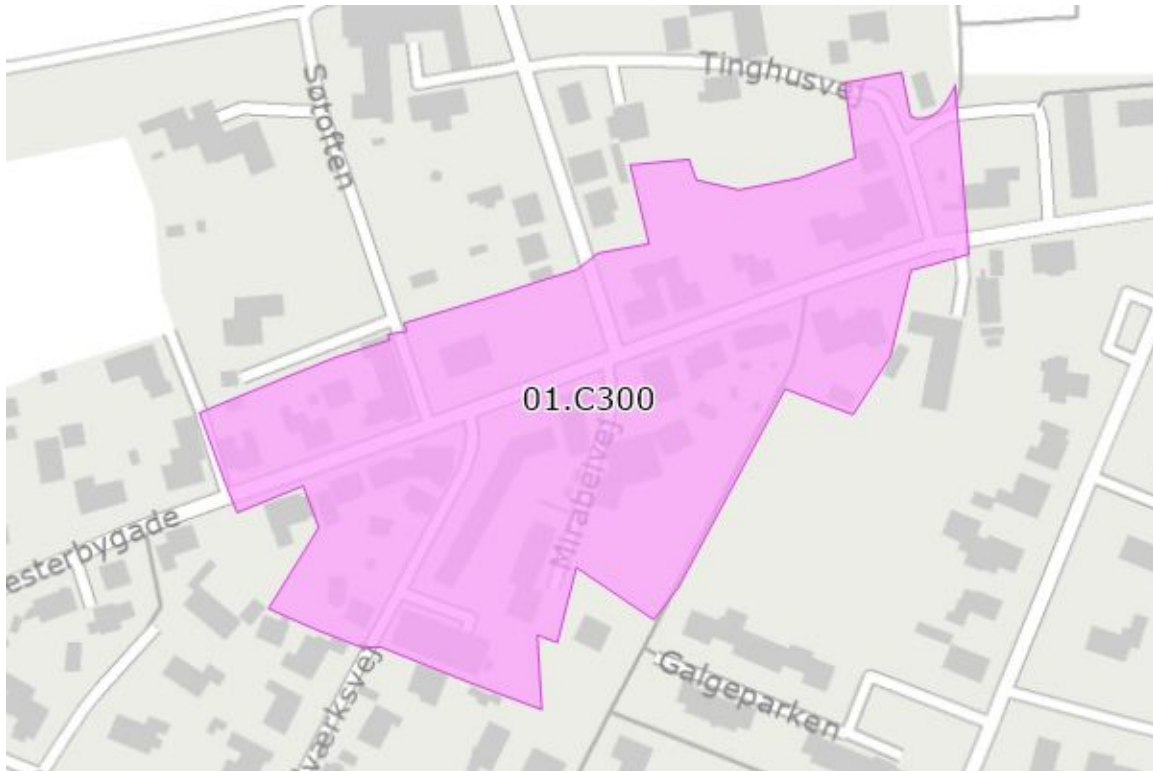 Tinghusvej
Søtoften
01.C300
Mirabelvej
esterbygade
Galgeparken
værksvej